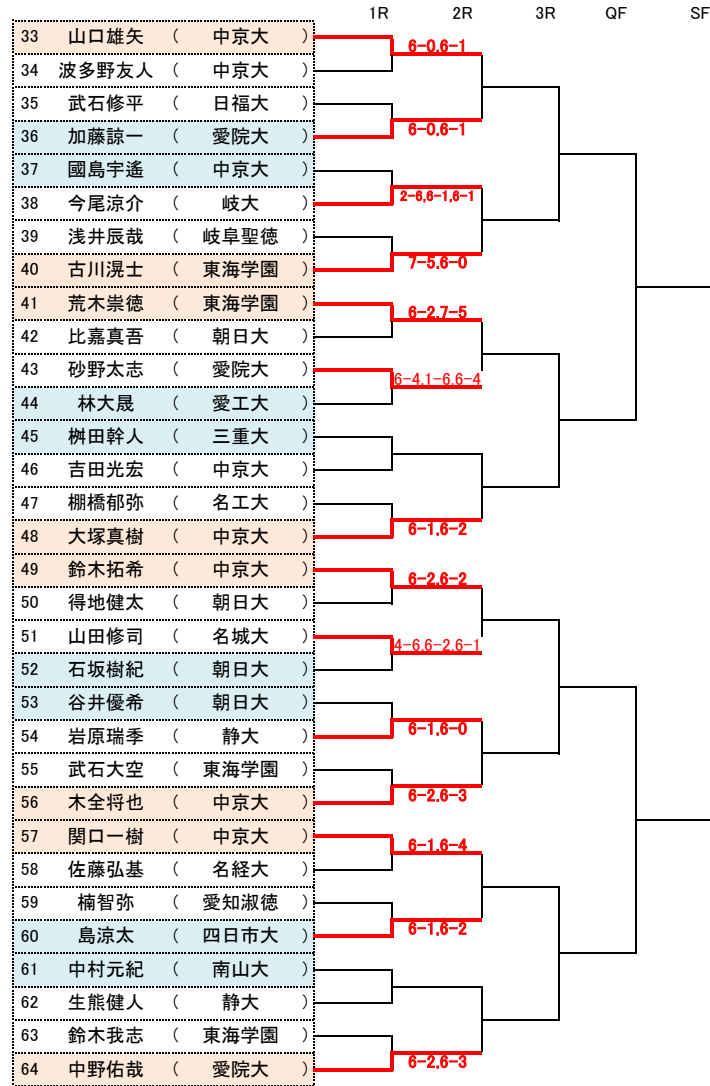 1R 2R 3R QF SF
33 山口雄矢 ( 中京大 )
6-0.6-1
34 波多野友人 ( 中京大 )
35 武石修平 ( 日福大 )
36 加藤諒一 ( 愛院大 )
6-0.6-1
37 國島宇遙 ( 中京大 )
38 今尾涼介 ( 岐大 )
2-6.6-1.6-1
39 浅井辰哉 ( 岐阜聖徳 )
40 古川滉士 ( 東海学園 )
7-5.6-0
41 荒木崇徳 ( 東海学園 )
6-2.7-5
42 比嘉真吾 ( 朝日大 )
43 砂野太志 ( 愛院大 )
6-4.1-6.6-4
44 林大晟 ( 愛工大 )
45 桝田幹人 ( 三重大 )
46 吉田光宏 ( 中京大 )
47 棚橋郁弥 ( 名工大 )
48 大塚真樹 ( 中京大 )
6-1.6-2
49 鈴木拓希 ( 中京大 )
6-2.6-2
50 得地健太 ( 朝日大 )
51 山田修司 ( 名城大 )
4-6.6-2.6-1
52 石坂樹紀 ( 朝日大 )
53 谷井優希 ( 朝日大 )
54 岩原瑞季 ( 静大 )
6-1.6-0
55 武石大空 ( 東海学園 )
56 木全将也 ( 中京大 )
6-2.6-3
57 関口一樹 ( 中京大 )
6-1.6-4
58 佐藤弘基 ( 名経大 )
59 楠智弥 ( 愛知淑徳 )
60 島涼太 ( 四日市大 )
6-1.6-2
61 中村元紀 ( 南山大 )
62 生熊健人 ( 静大 )
63 鈴木我志 ( 東海学園 )
64 中野佑哉 ( 愛院大 )
6-2.6-3